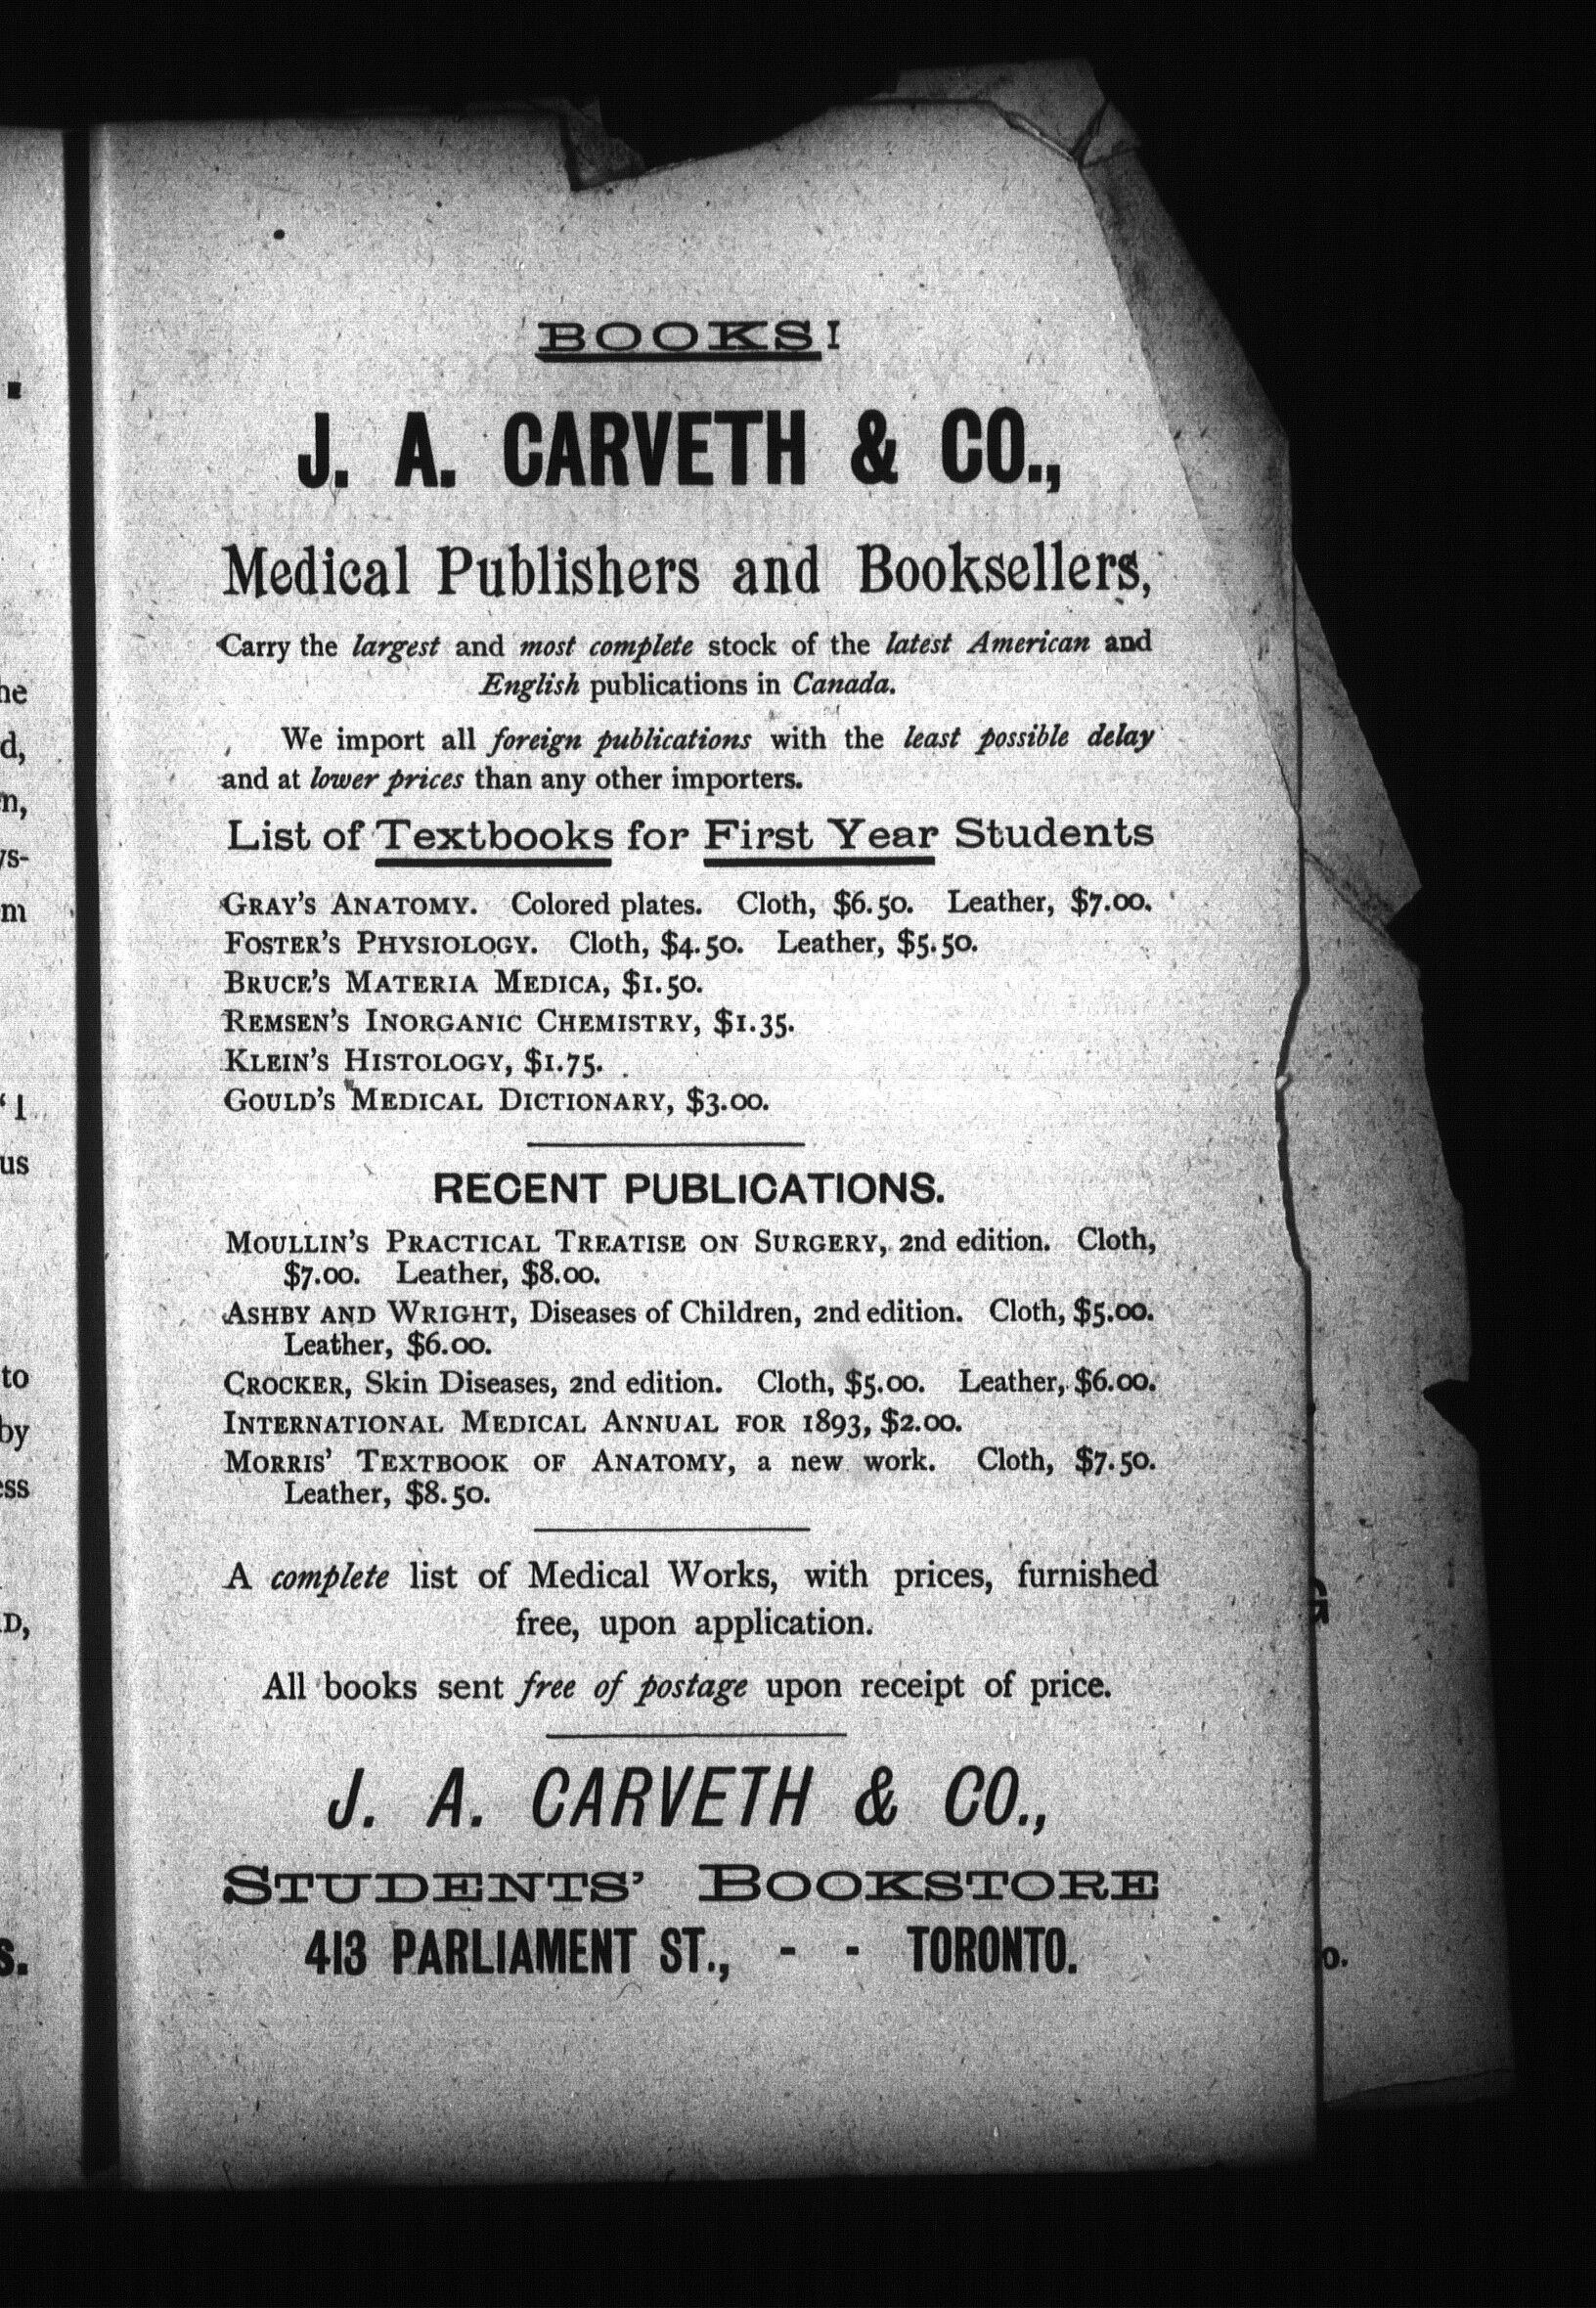 BOOKS!
J. A. CARVETH & CO.,
Medical Publishers and Booksellers,
Carry the largest and most complete stock of the latest American and
English publications in Canada.
We import all foreign publications with the least possible delay
and at lower prices than any other importers.
List of Textbooks for First Year Students
GRAY'S ANATOMY. Colored plates. Cloth, $6.50. Leather, $7.00.
FOSTER'S PHYSIOLOGY. Cloth, $4.50. Leather, $5.50.
BRUCE'S MATERIA MEDICA, $1.50.
REMSEN'S INORGANIC CHEMISTRY, $1.35.
KLEIN'S HISTOLOGY, $1.75.
GOULD'S MEDICAL DICTIONARY, $3.00.
RECENT PUBLICATIONS.
MOULLIN'S PRACTICAL TREATISE ON SURGERY, 2nd edition. Cloth,
$7.00. Leather, $8.00.
ASHBY AND WRIGHT, Diseases of Children, 2nd edition. Cloth, $5.00.
Leather, $6.00.
CROCKER, Skin Diseases, 2nd edition. Cloth, $5.00. Leather, $6.00.
INTERNATIONAL MEDICAL ANNUAL FOR 1893, $2.00.
MORRIS' TEXTBOOK OF ANATOMY, a new work. Cloth, $7.50.
Leather, $8.50.
A complete list of Medical Works, with prices, furnished
free, upon application.
All books sent free of postage upon receipt of price.
J. A. CARVETH & CO.,
STUDENTS' BOOKSTORE
413 PARLIAMENT ST., - - TORONTO.